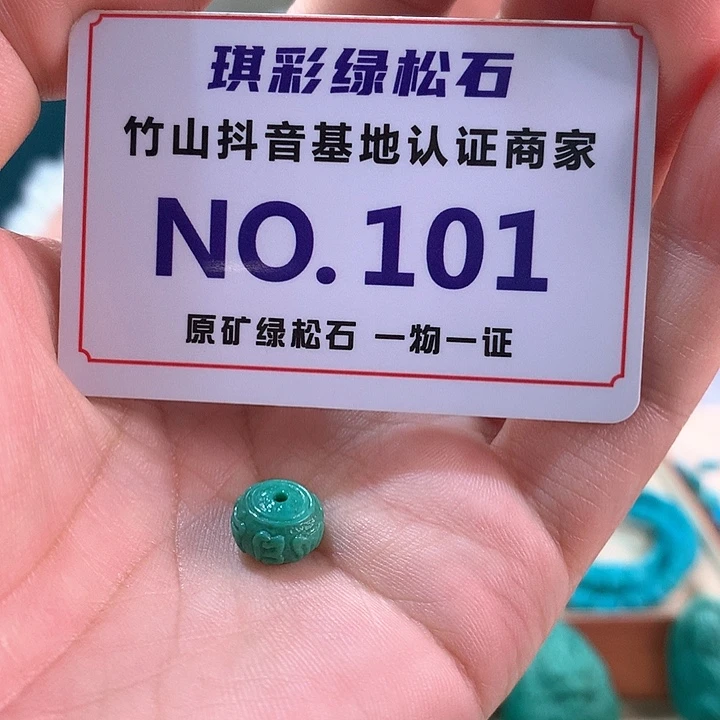 琪彩绿松石
竹山抖音基地认证商家
NO.101
原矿绿松石 一物一证